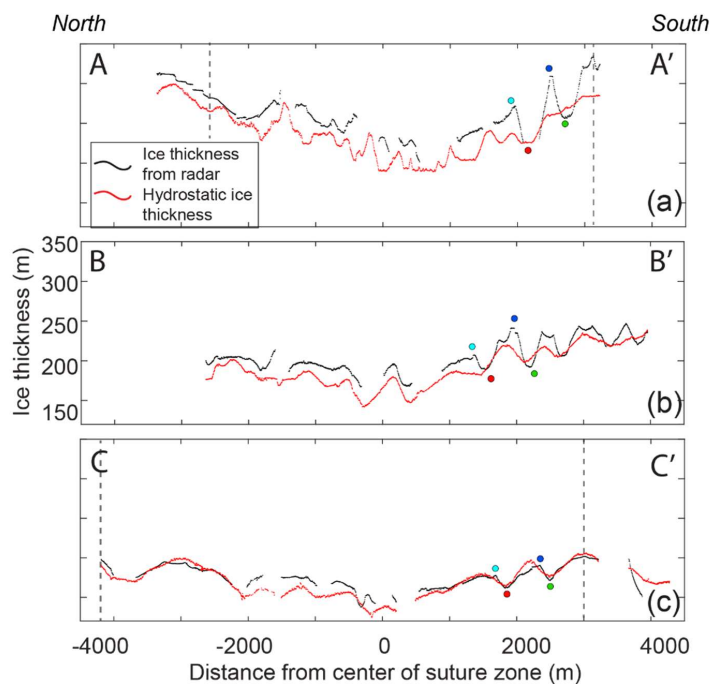 North South
A A′
Ice thickness
from radar
Hydrostatic ice
thickness
(a)
Ice thickness (m)
350
300
250
200
150
B B′
(b)
C C′
(c)
-4000 -2000 0 2000 4000
Distance from center of suture zone (m)